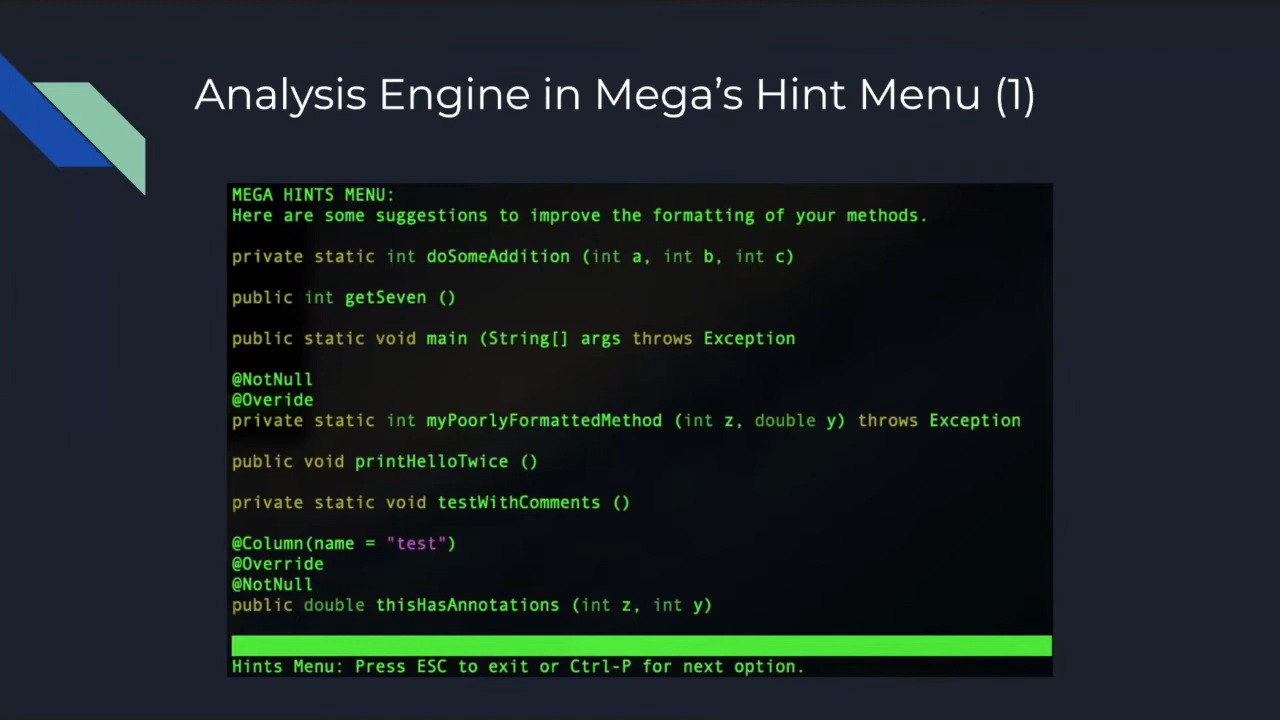 Analysis Engine in Mega’s Hint Menu (1)
MEGA HINTS MENU:
Here are some suggestions to improve the formatting of your methods.
private static int doSomeAddition (int a, int b, int c)
public int getSeven ()
public static void main (String[] args throws Exception
@NotNull
@Overide
private static int myPoorlyFormattedMethod (int z, double y) throws Exception
public void printHelloTwice ()
private static void testWithComments ()
@Column(name = "test")
@Override
@NotNull
public double thisHasAnnotations (int z, int y)
Hints Menu: Press ESC to exit or Ctrl-P for next option.